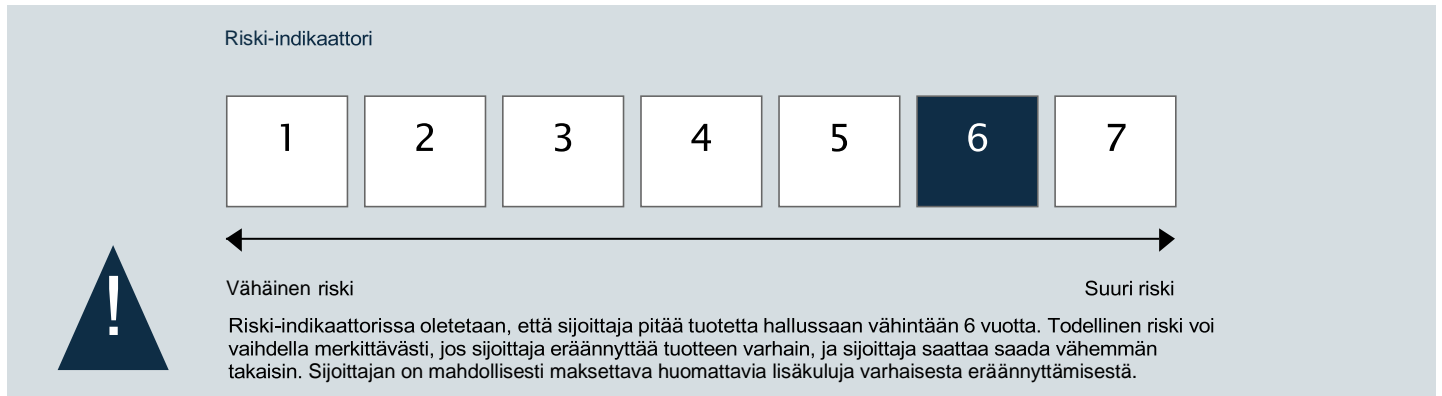 Riski-indikaattori
1 2 3 4 5 6 7
Vähäinen riski Suuri riski
!
Riski-indikaattorissa oletetaan, että sijoittaja pitää tuotetta hallussaan vähintään 6 vuotta. Todellinen riski voi
vaihdella merkittävästi, jos sijoittaja eräännyttää tuotteen varhain, ja sijoittaja saattaa saada vähemmän
takaisin. Sijoittajan on mahdollisesti maksettava huomattavia lisäkuluja varhaisesta eräännyttämisestä.